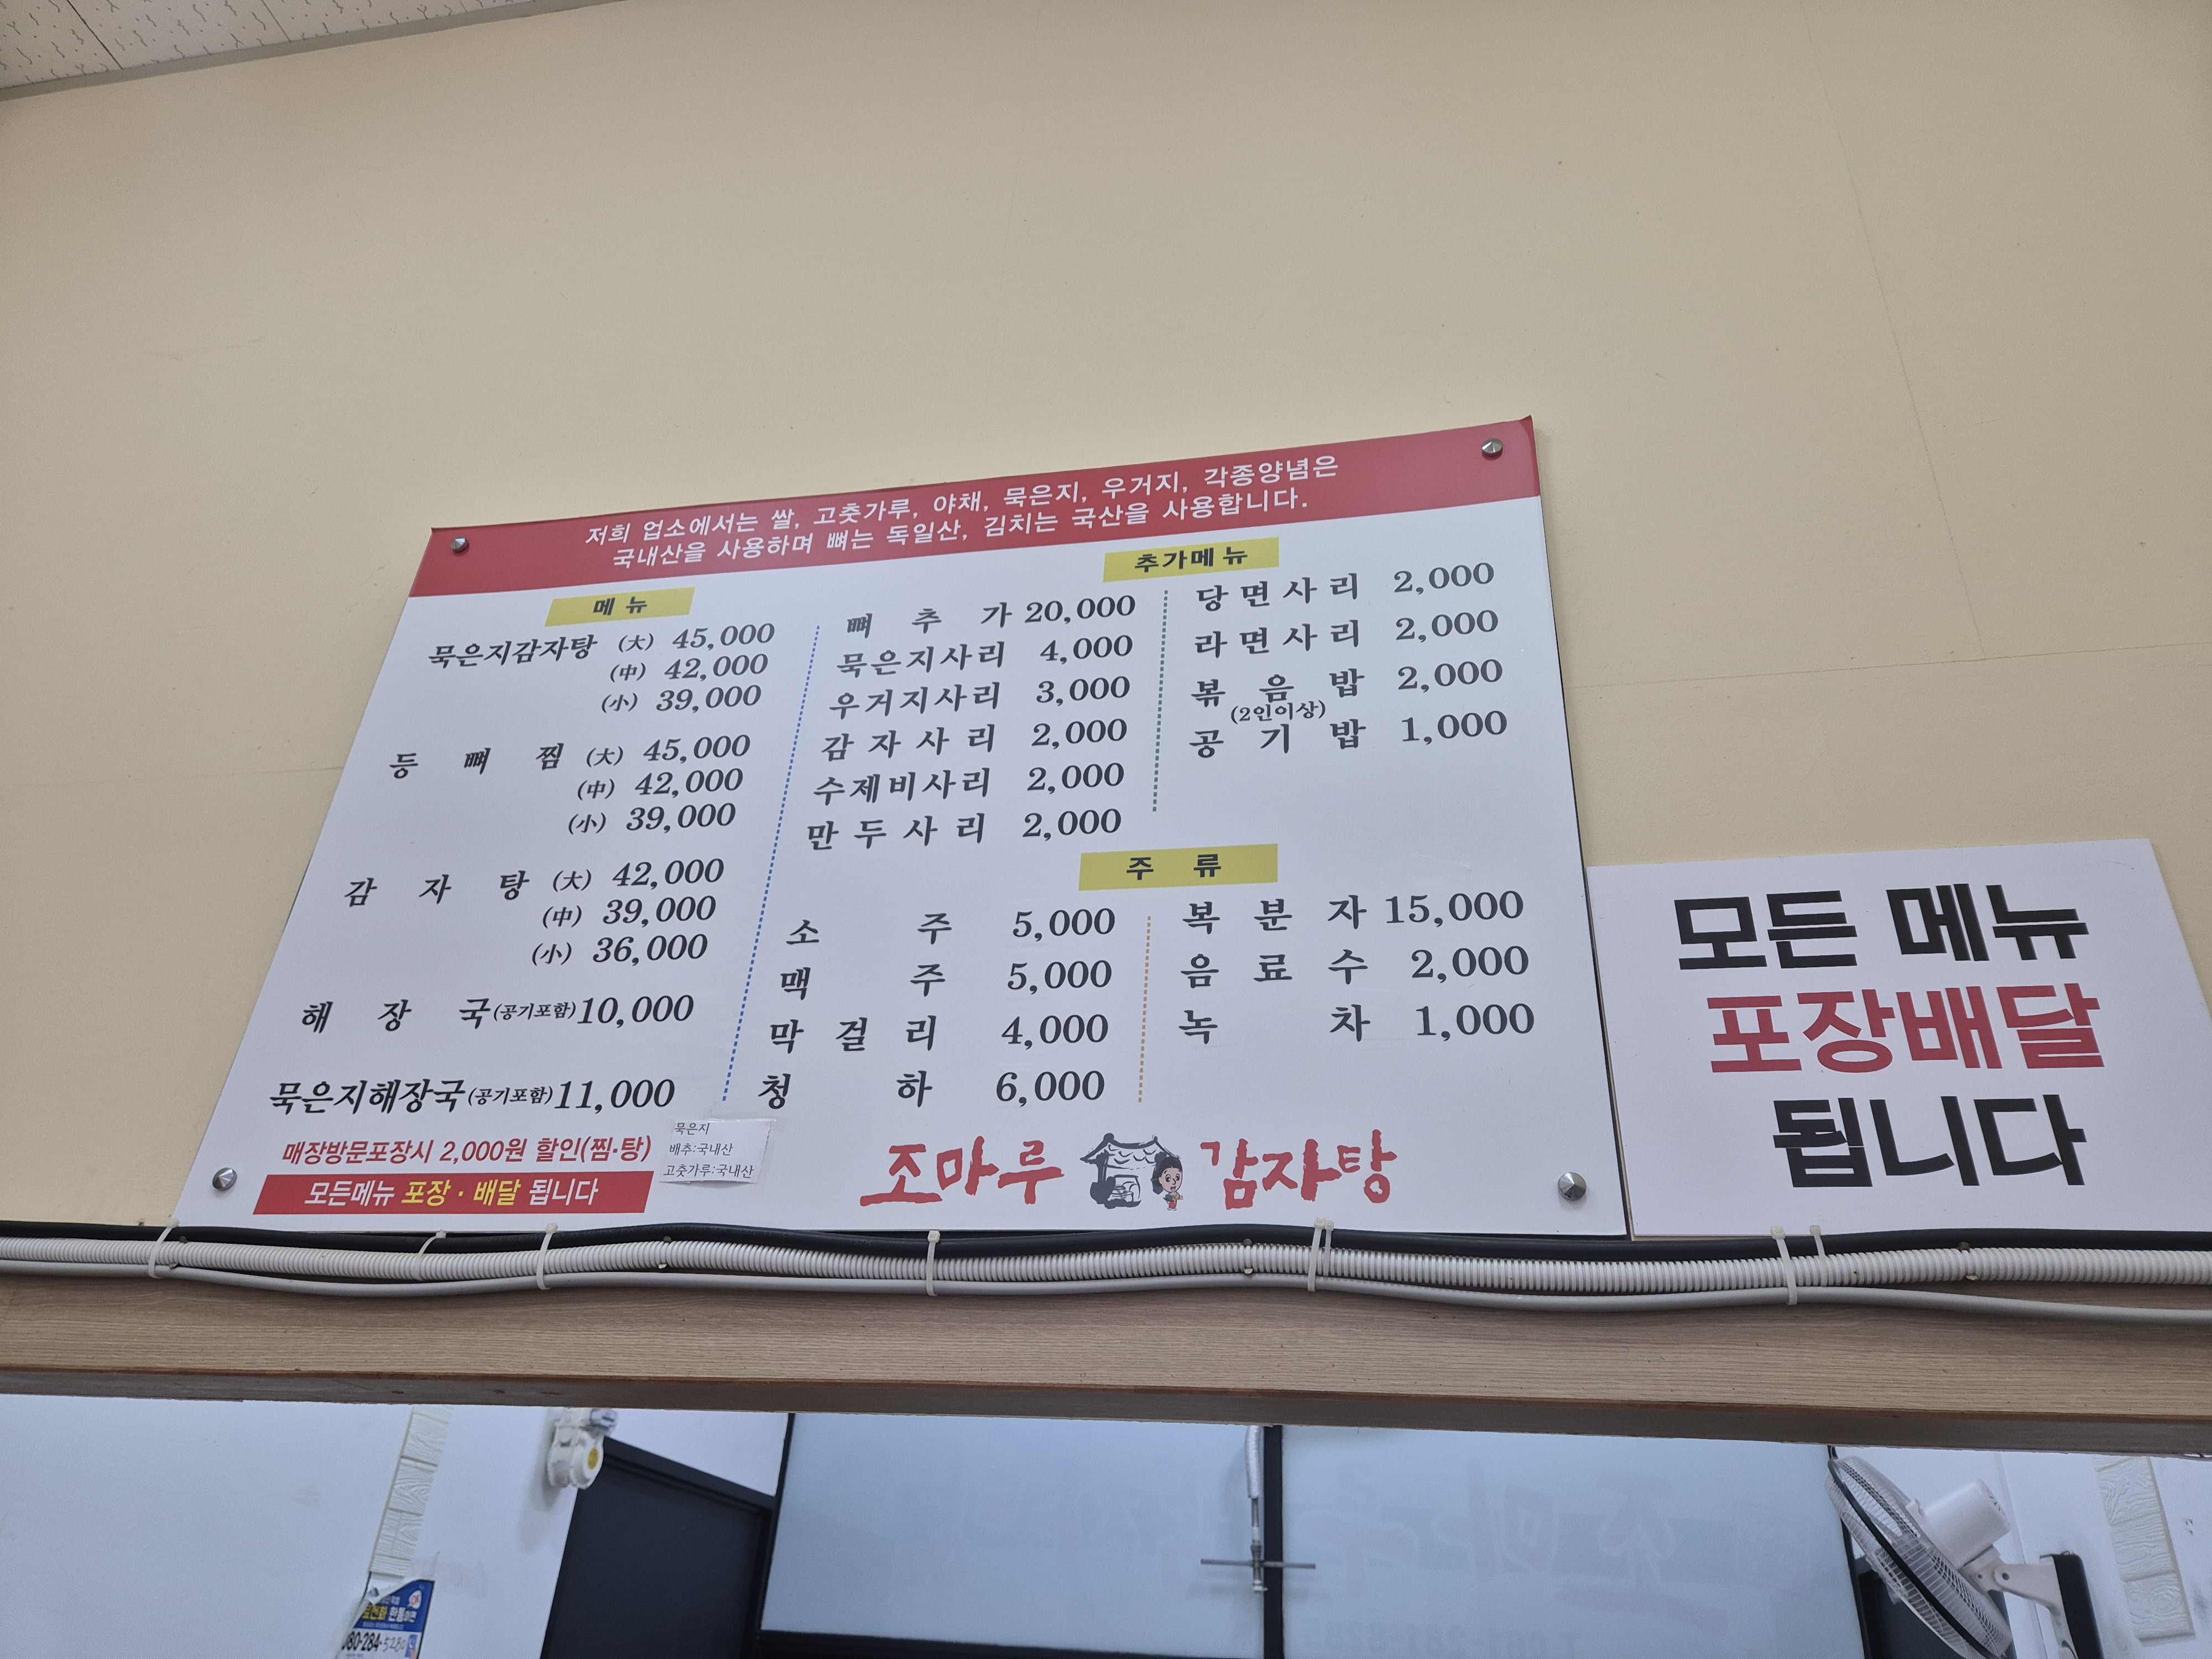 저희 업소에서는 쌀, 고춧가루, 야채, 묵은지, 우거지, 각종양념은
국내산을 사용하며 뼈는 독일산, 김치는 국산을 사용합니다.
메뉴
묵은지감자탕 (大) 45,000
(中) 42,000
(小) 39,000
등뼈찜 (大) 45,000
(中) 42,000
(小) 39,000
감자탕 (大) 42,000
(中) 39,000
(小) 36,000
해장국(공기포함)10,000
묵은지해장국(공기포함)11,000
매장방문포장시 2,000원 할인(찜·탕)
모든메뉴 포장·배달 됩니다
묵은지
배추:국내산
고춧가루:국내산
추가메뉴
뼈추가 20,000
묵은지사리 4,000
우거지사리 3,000
감자사리 2,000
수제비사리 2,000
만두사리 2,000
당면사리 2,000
라면사리 2,000
볶음밥 2,000
(2인이상)
공기밥 1,000
주류
소주 5,000
맥주 5,000
막걸리 4,000
청하 6,000
복분자 15,000
음료수 2,000
녹차 1,000
조마루 감자탕
모든 메뉴
포장배달
됩니다
080-284-5280